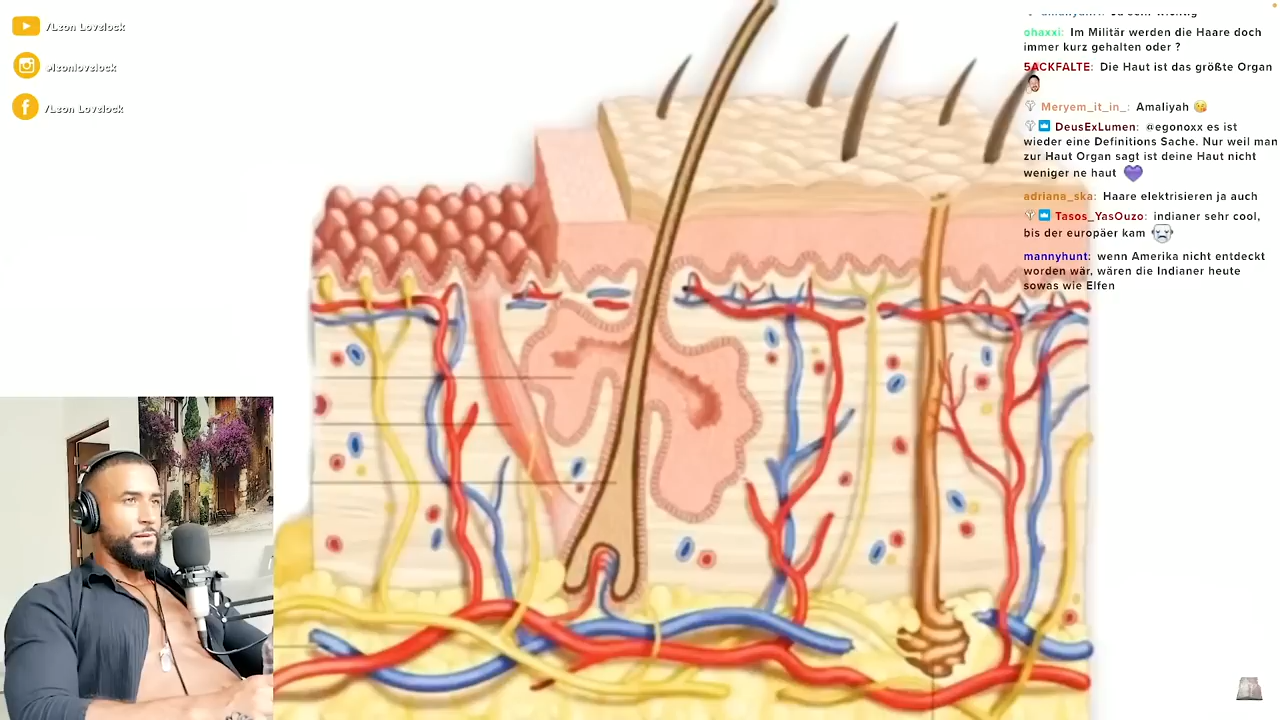 /Leon Lovelock
#leonlovelock
/Leon Lovelock
ohaxxi: Im Militär werden die Haare doch
immer kurz gehalten oder ?
5ACKFALTE: Die Haut ist das größte Organ
Meryem_it_in_: Amaliyah
DeusExLumen: @egonoxx es ist
wieder eine Definitions Sache. Nur weil man
zur Haut Organ sagt ist deine Haut nicht
weniger ne haut
adriana_ska: Haare elektrisieren ja auch
Tasos_YasOuzo: indianer sehr cool,
bis der europäer kam
mannyhunt: wenn Amerika nicht entdeckt
worden wär, wären die Indianer heute
sowas wie Elfen